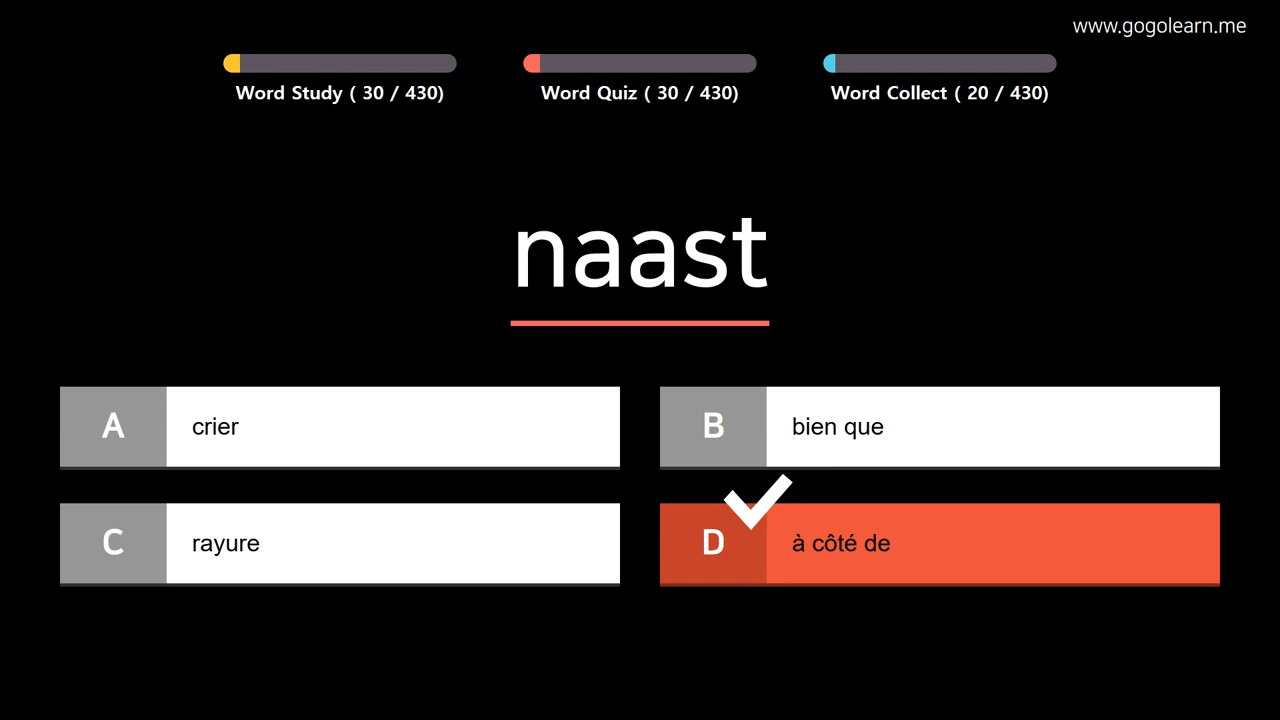 www.gogolearn.me
Word Study ( 30 / 430)
Word Quiz ( 30 / 430)
Word Collect ( 20 / 430)
naast
A crier
B bien que
C rayure
D à côté de